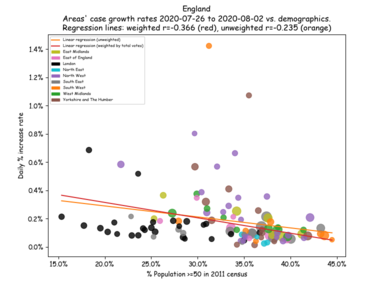 England
Areas' case growth rates 2020-07-26 to 2020-08-02 vs. demographics.
Regression lines: weighted r=-0.366 (red), unweighted r=-0.235 (orange)
Linear regression (unweighted)
Linear regression (weighted by total votes)
East Midlands
East of England
London
North East
North West
South East
South West
West Midlands
Yorkshire and The Humber
Daily % increase rate
1.4%
1.2%
1.0%
0.8%
0.6%
0.4%
0.2%
0.0%
15.0% 20.0% 25.0% 30.0% 35.0% 40.0% 45.0%
% Population >=50 in 2011 census